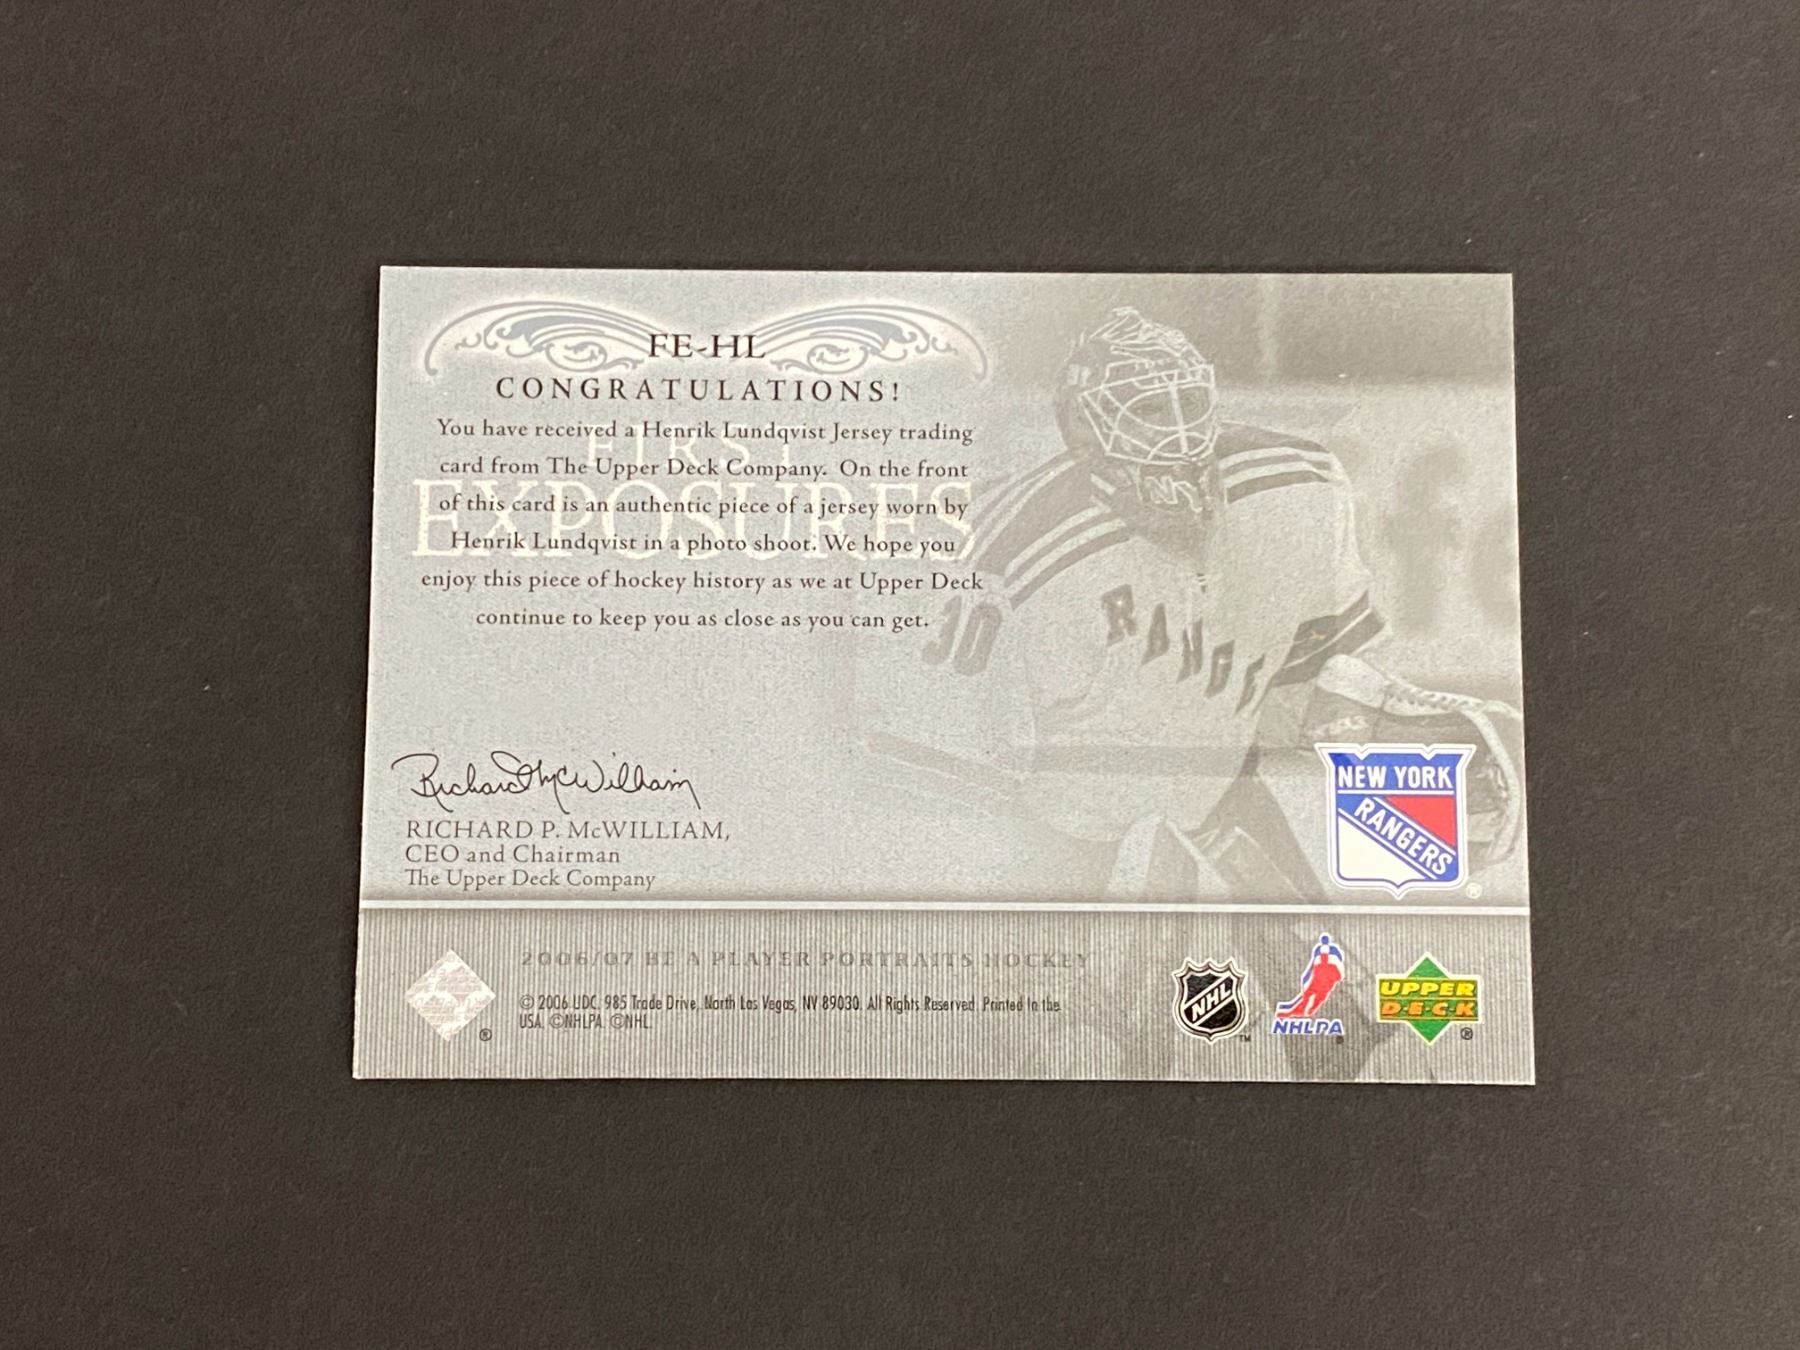 FE-HL
CONGRATULATIONS!
FIRST
EXPOSURES
You have received a Henrik Lundqvist Jersey trading
card from The Upper Deck Company. On the front
of this card is an authentic piece of a jersey worn by
Henrik Lundqvist in a photo shoot. We hope you
enjoy this piece of hockey history as we at Upper Deck
continue to keep you as close as you can get.
30
RANGE
Richard McWilliam
RICHARD P. McWILLIAM,
CEO and Chairman
The Upper Deck Company
NEW YORK
RANGERS
®
2006/07 BE A PLAYER PORTRAITS HOCKEY
© 2006 UDC, 985 Trade Drive, North Las Vegas, NV 89030. All Rights Reserved. Printed in the
USA. ©NHLPA. ©NHL.
®
NHL
™
NHLPA
®
UPPER
D·E·C·K
®